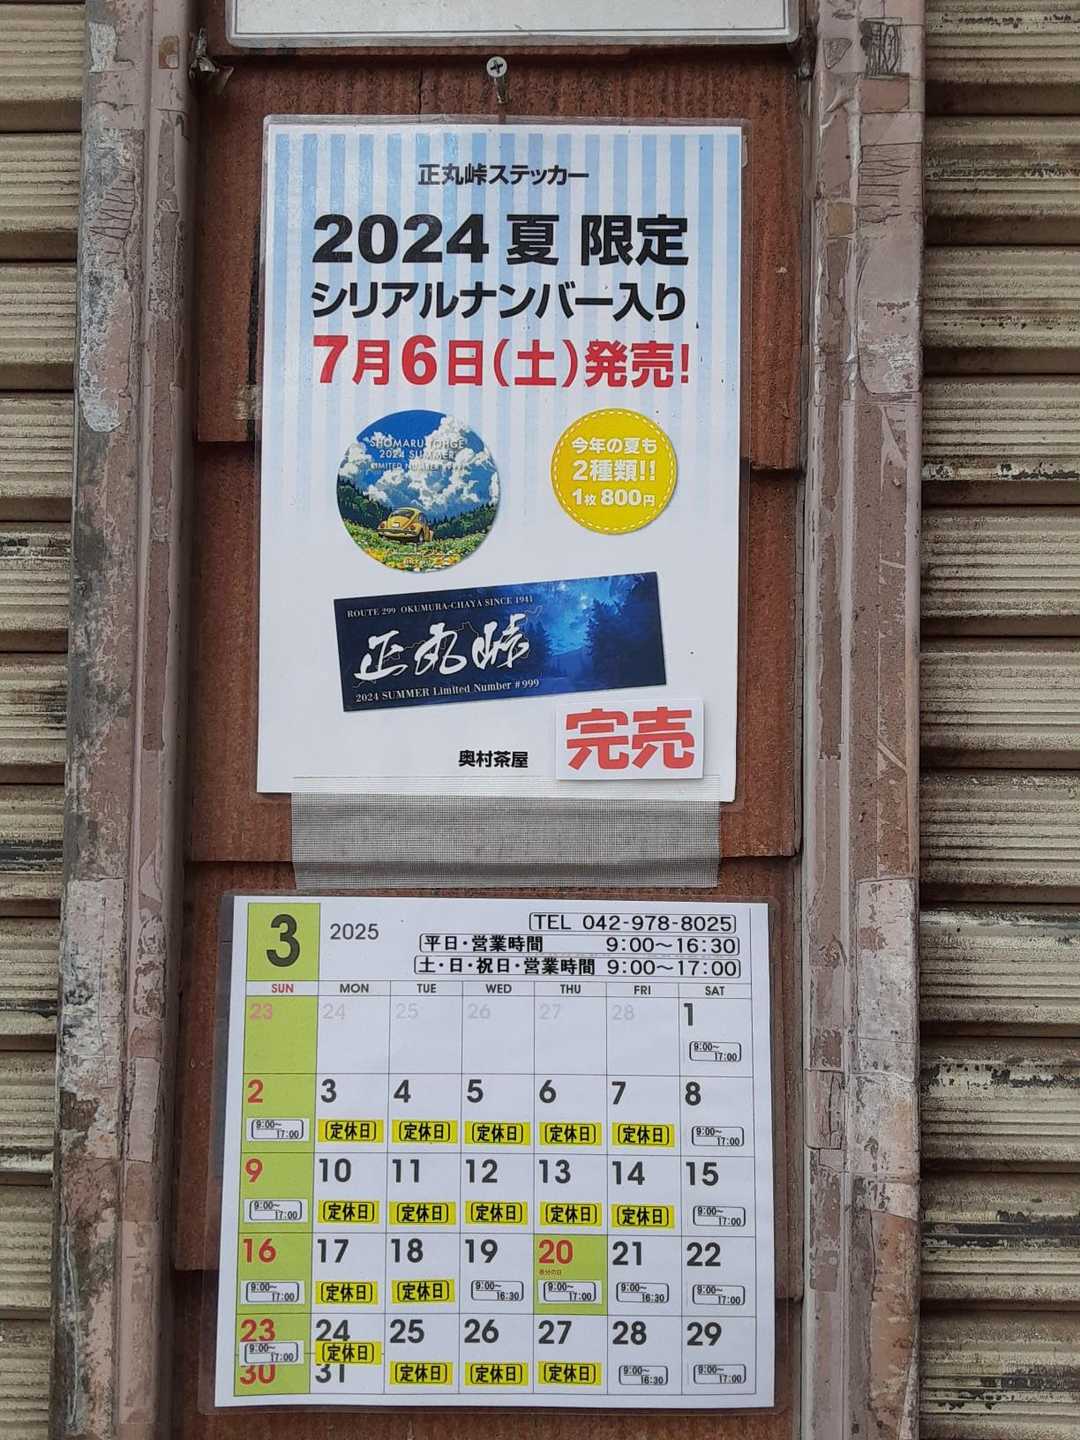 正丸峠ステッカー
2024 夏 限定
シリアルナンバー入り
7月6日(土)発売!
SHOMARU-TOHGE
2024 SUMMER
LIMITED NUMBER #999
今年の夏も
2種類!!
1枚 800円
ROUTE 299 OKUMURA-CHAYA SINCE 1941
正丸峠
2024 SUMMER Limited Number #999
奥村茶屋
完売
3 2025
TEL 042-978-8025
平日・営業時間 9:00～16:30
土・日・祝日・営業時間 9:00～17:00
SUN MON TUE WED THU FRI SAT
23 24 25 26 27 28 1
9:00～17:00
2 3 4 5 6 7 8
9:00～17:00 定休日 定休日 定休日 定休日 定休日 9:00～17:00
9 10 11 12 13 14 15
9:00～17:00 定休日 定休日 定休日 定休日 定休日 9:00～17:00
16 17 18 19 20 21 22
春分の日
9:00～17:00 定休日 定休日 9:00～16:30 9:00～17:00 9:00～16:30 9:00～17:00
23 24 25 26 27 28 29
9:00～17:00 定休日 定休日 定休日 定休日 9:00～16:30 9:00～17:00
30 31